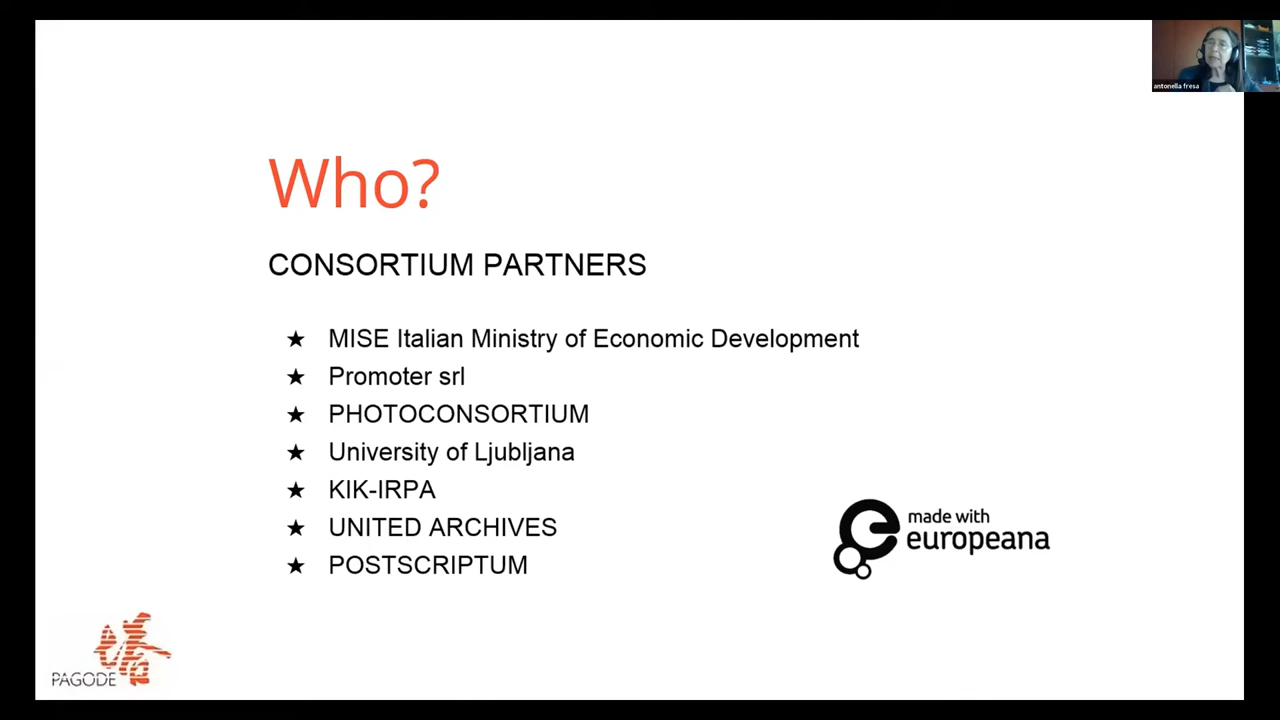 antonella fresa
Who?
CONSORTIUM PARTNERS
★ MISE Italian Ministry of Economic Development
★ Promoter srl
★ PHOTOCONSORTIUM
★ University of Ljubljana
★ KIK-IRPA
★ UNITED ARCHIVES
★ POSTSCRIPTUM
made with
europeana
PAGODE